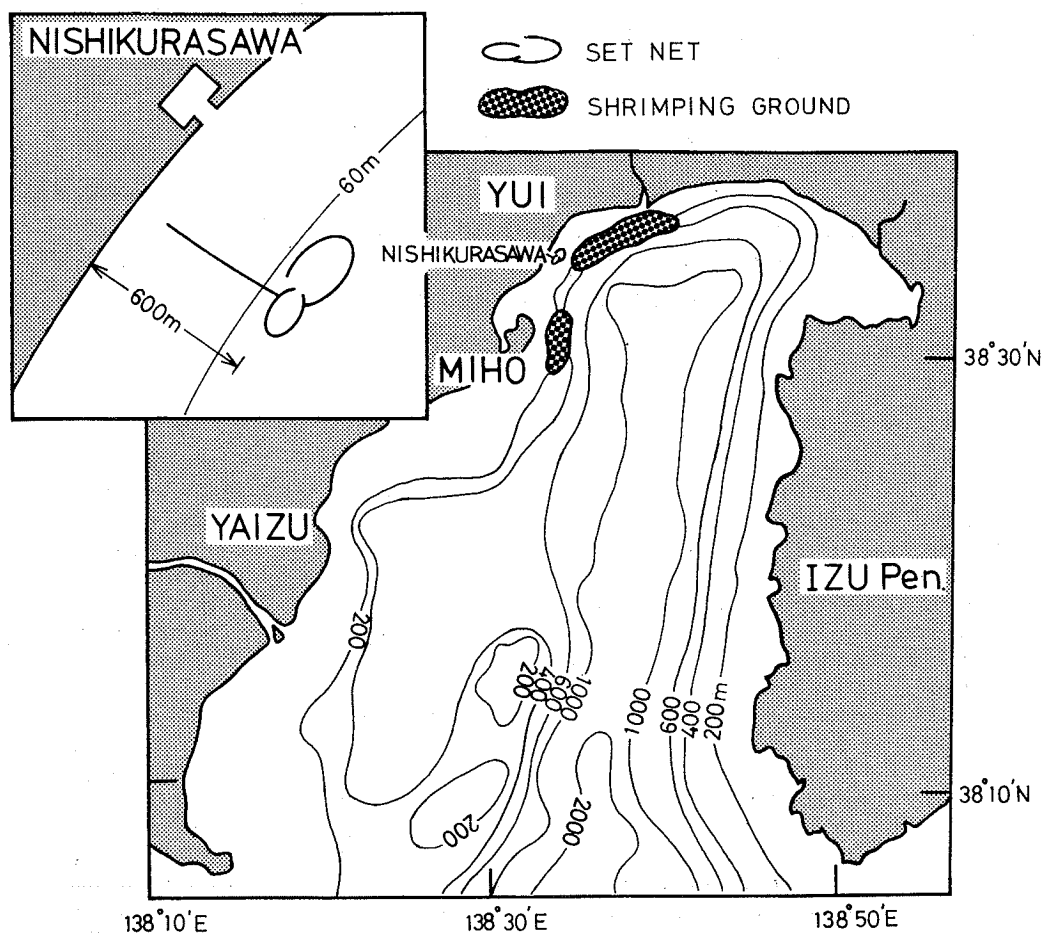 NISHIKURASAWA
SET NET
SHRIMPING GROUND
60m
600m
YUI
NISHIKURASAWA
MIHO
38°30'N
YAIZU
IZU Pen.
200
200
400
600
1000
1000
600
400
200m
200
2000
38°10'N
138°10'E
138°30'E
138°50'E